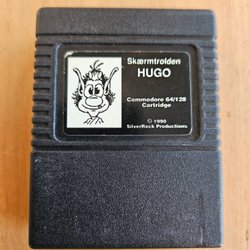 Skærmtrolden
HUGO
Commodore 64/128
Cartridge
© 1990
SilverRock Productions